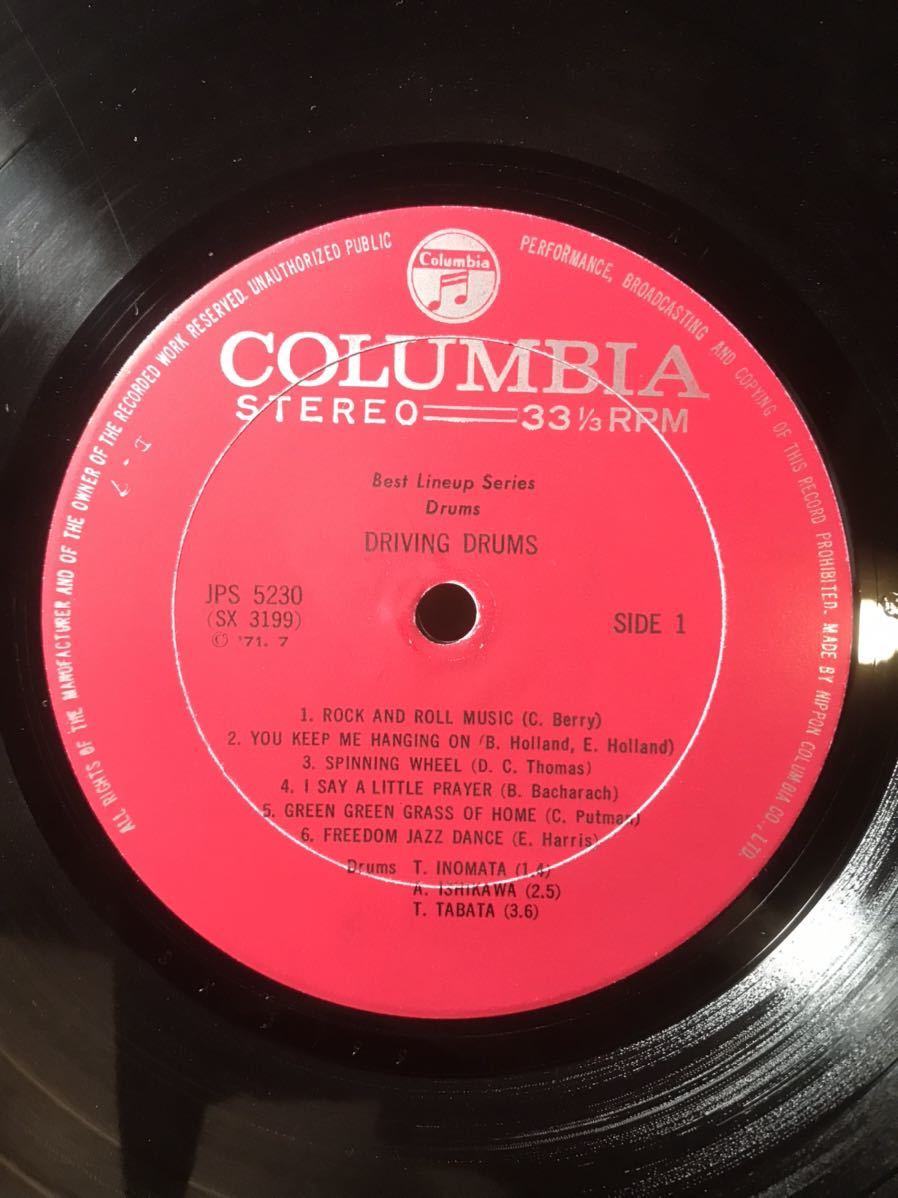 ALL RIGHTS OF THE MANUFACTURER AND OF THE OWNER OF THE RECORDED WORK RESERVED. UNAUTHORIZED PUBLIC PERFORMANCE, BROADCASTING AND COPYING OF THIS RECORD PROHIBITED. MADE BY NIPPON COLUMBIA CO., LTD.
Columbia
COLUMBIA
STEREO 33 1/3 RPM
Best Lineup Series
Drums
DRIVING DRUMS
JPS 5230
(SX 3199)
© '71. 7
SIDE 1
1. ROCK AND ROLL MUSIC (C. Berry)
2. YOU KEEP ME HANGING ON (B. Holland, E. Holland)
3. SPINNING WHEEL (D. C. Thomas)
4. I SAY A LITTLE PRAYER (B. Bacharach)
5. GREEN GREEN GRASS OF HOME (C. Putman)
6. FREEDOM JAZZ DANCE (E. Harris)
Drums T. INOMATA (1.4)
A. ISHIKAWA (2.5)
T. TABATA (3.6)